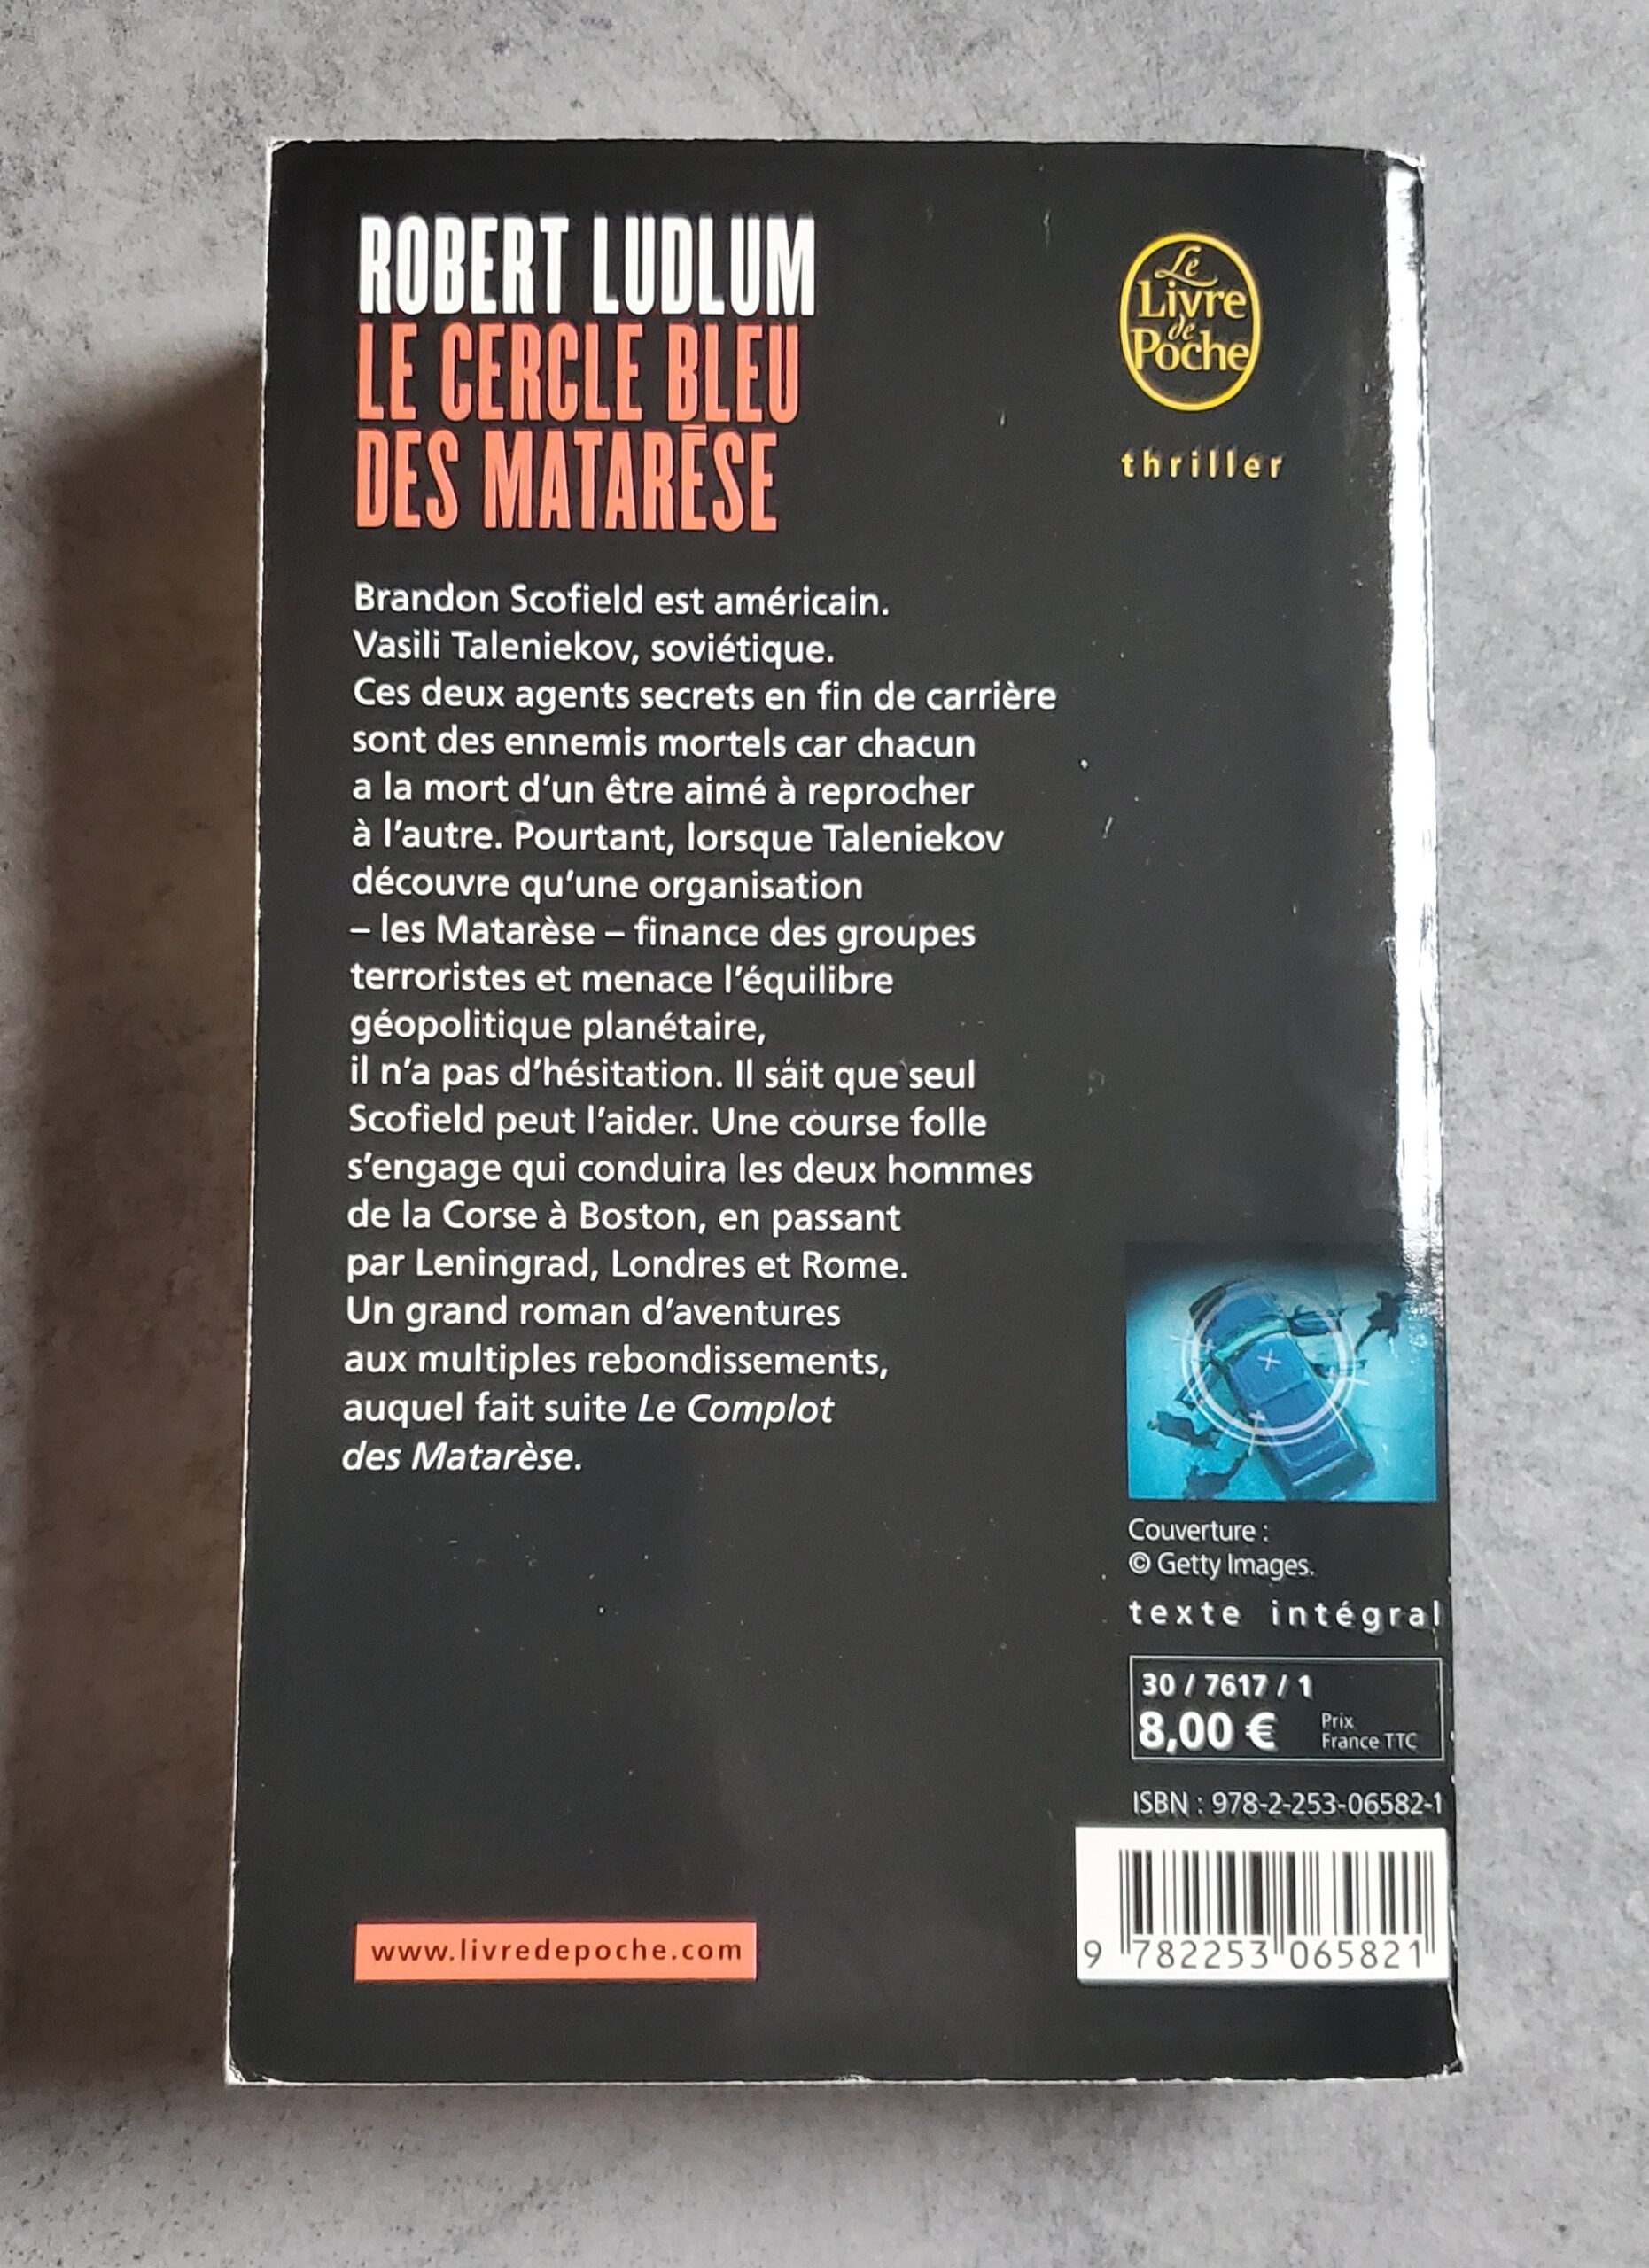 ROBERT LUDLUM
LE CERCLE BLEU
DES MATARÈSE
Le
Livre
de
Poche
thriller
Brandon Scofield est américain.
Vasili Taleniekov, soviétique.
Ces deux agents secrets en fin de carrière
sont des ennemis mortels car chacun
a la mort d’un être aimé à reprocher
à l’autre. Pourtant, lorsque Taleniekov
découvre qu’une organisation
– les Matarèse – finance des groupes
terroristes et menace l’équilibre
géopolitique planétaire,
il n’a pas d’hésitation. Il sait que seul
Scofield peut l’aider. Une course folle
s’engage qui conduira les deux hommes
de la Corse à Boston, en passant
par Leningrad, Londres et Rome.
Un grand roman d’aventures
aux multiples rebondissements,
auquel fait suite Le Complot
des Matarèse.
Couverture :
© Getty Images.
texte intégral
30 / 7617 / 1
8,00 € Prix
France TTC
ISBN : 978-2-253-06582-1
9 782253 065821
www.livredepoche.com